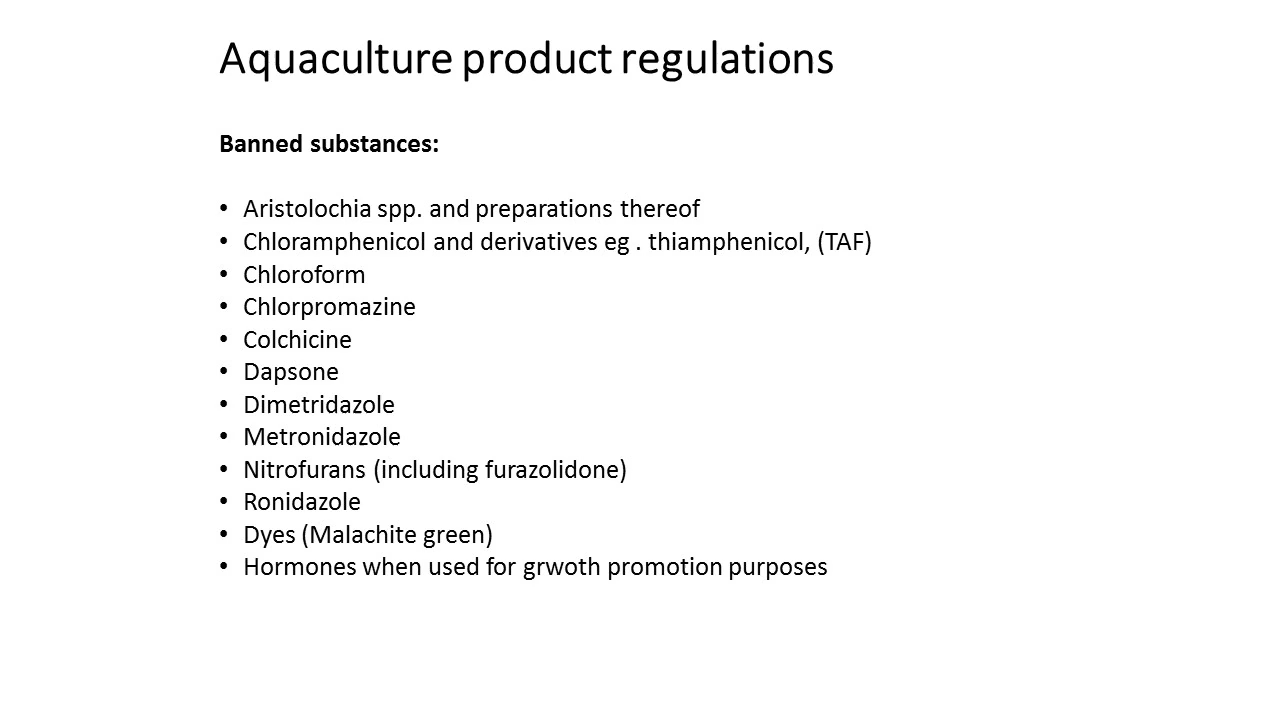 Aquaculture product regulations
Banned substances:
• Aristolochia spp. and preparations thereof
• Chloramphenicol and derivatives eg . thiamphenicol, (TAF)
• Chloroform
• Chlorpromazine
• Colchicine
• Dapsone
• Dimetridazole
• Metronidazole
• Nitrofurans (including furazolidone)
• Ronidazole
• Dyes (Malachite green)
• Hormones when used for grwoth promotion purposes